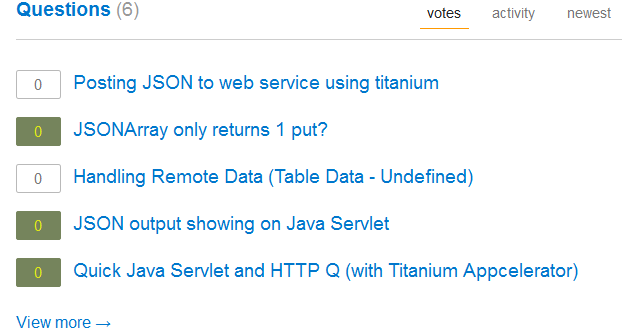 Questions (6) votes activity newest
0 Posting JSON to web service using titanium
0 JSONArray only returns 1 put?
0 Handling Remote Data (Table Data - Undefined)
0 JSON output showing on Java Servlet
0 Quick Java Servlet and HTTP Q (with Titanium Appcelerator)
View more →